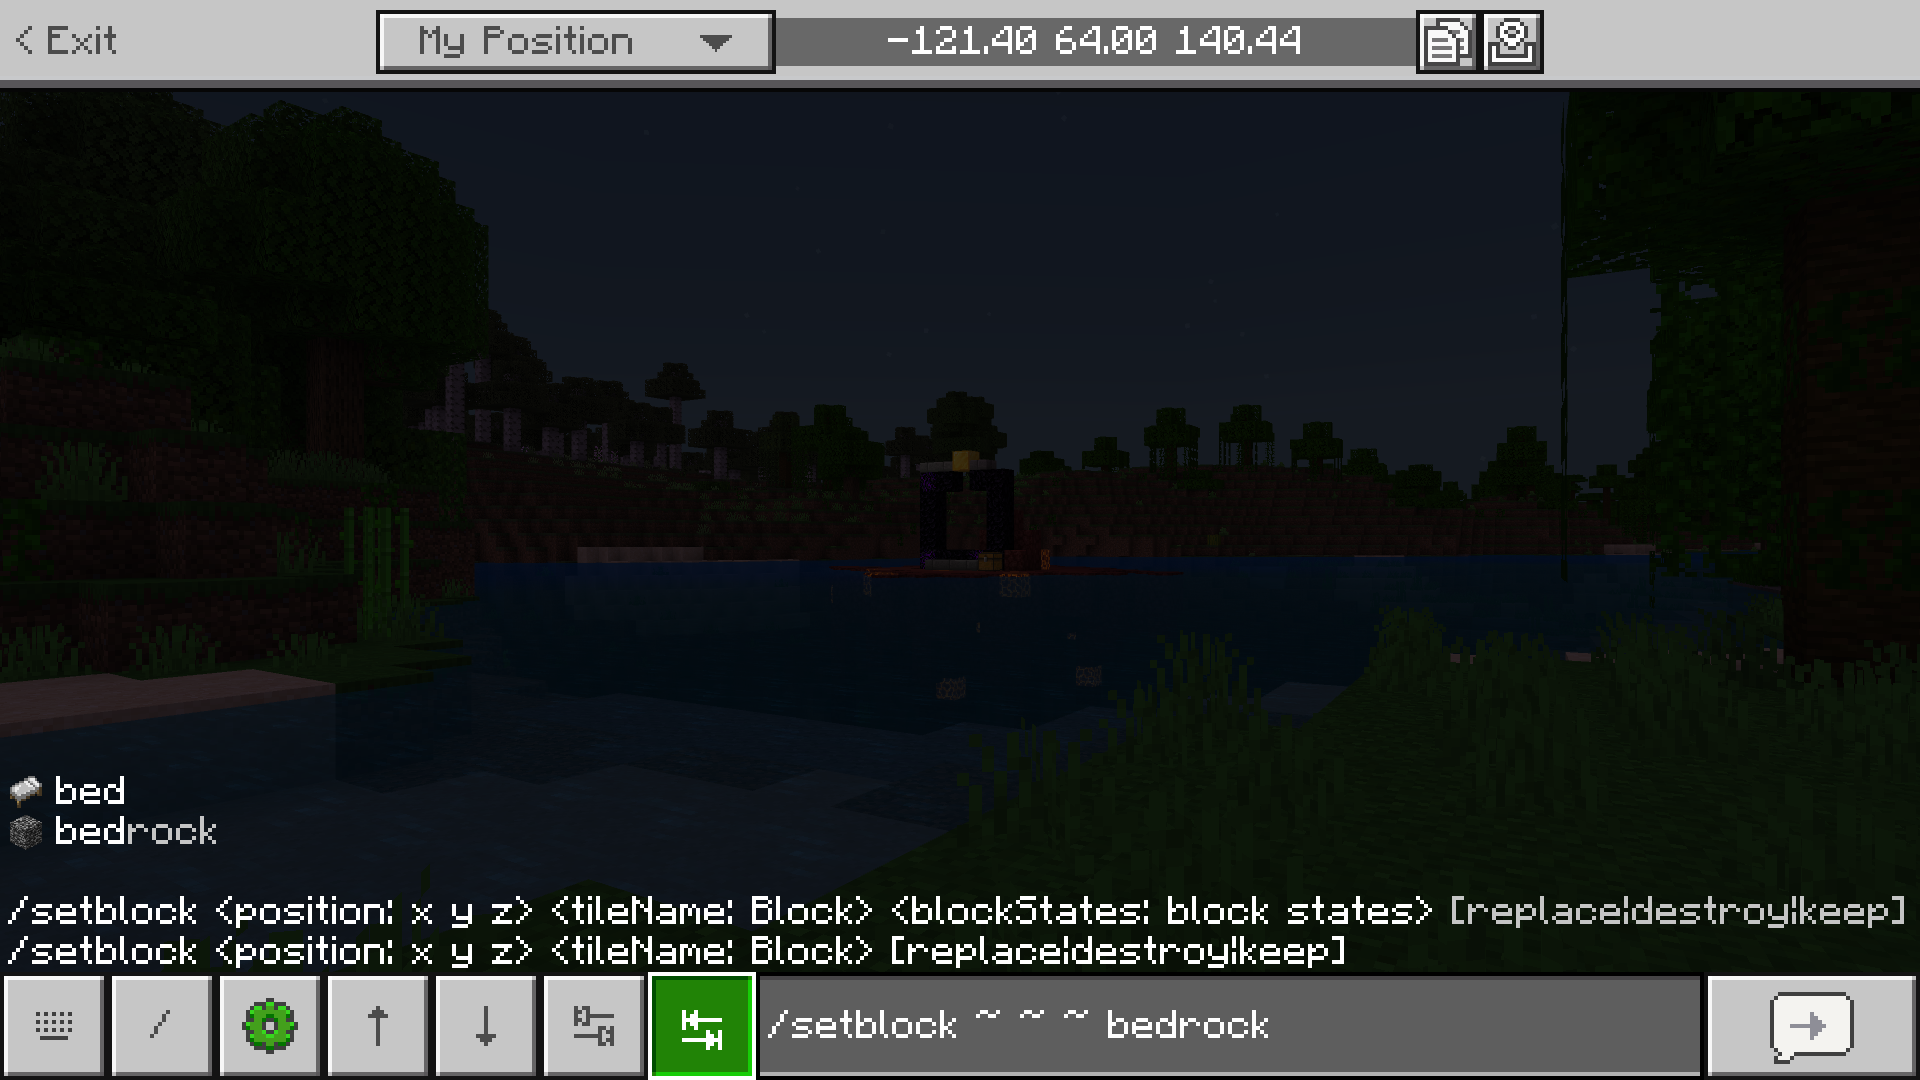 < Exit
My Position
-121.40 64.00 140.44
bed
bedrock
/setblock <position: x y z> <tileName: Block> <blockStates: block states> [replace|destroy|keep]
/setblock <position: x y z> <tileName: Block> [replace|destroy|keep]
/
/setblock ~ ~ ~ bedrock